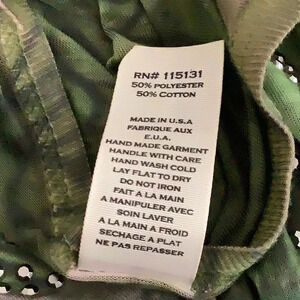 RN# 115131
50% POLYESTER
50% COTTON
MADE IN U.S.A
FABRIQUE AUX
E.U.A.
HAND MADE GARMENT
HANDLE WITH CARE
HAND WASH COLD
LAY FLAT TO DRY
DO NOT IRON
FAIT A LA MAIN
A MANIPULER AVEC
SOIN LAVER
A LA MAIN A FROID
SECHAGE A PLAT
NE PAS REPASSER